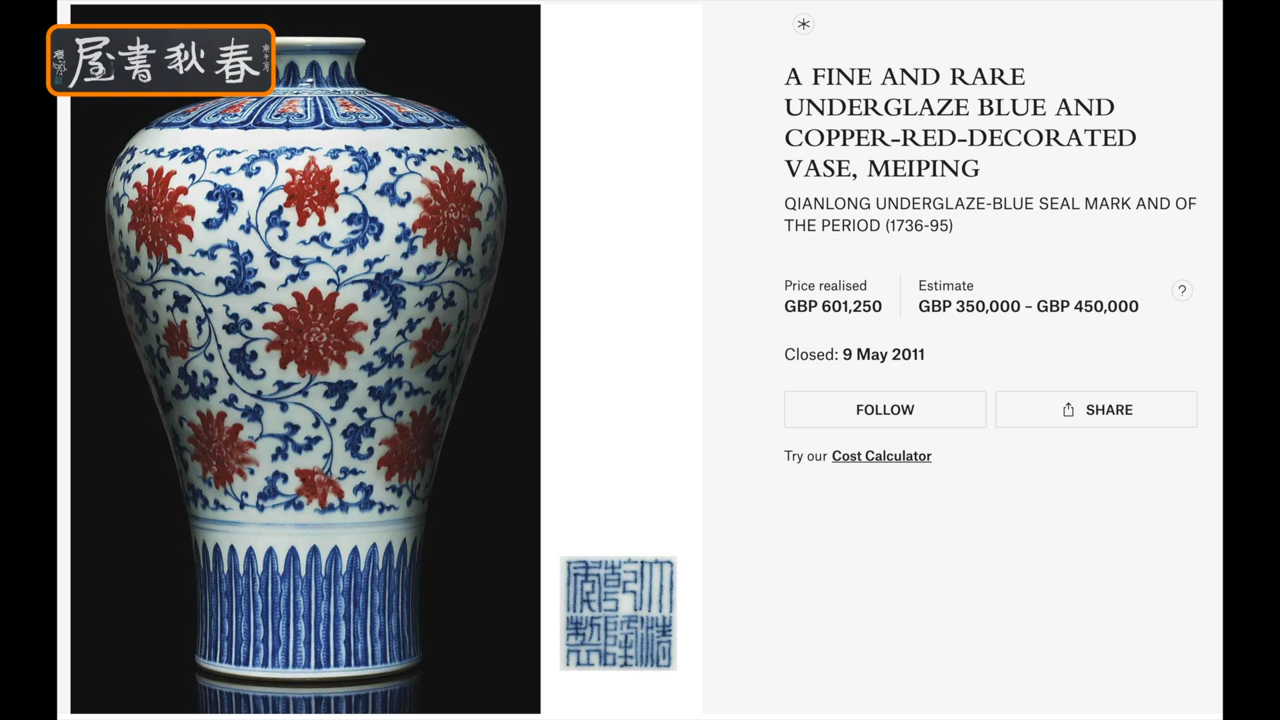 春秋書屋
A FINE AND RARE
UNDERGLAZE BLUE AND
COPPER-RED-DECORATED
VASE, MEIPING
QIANLONG UNDERGLAZE-BLUE SEAL MARK AND OF
THE PERIOD (1736-95)
Price realised
GBP 601,250
Estimate
GBP 350,000 – GBP 450,000
?
Closed: 9 May 2011
FOLLOW
SHARE
Try our Cost Calculator
大清
乾隆
年製